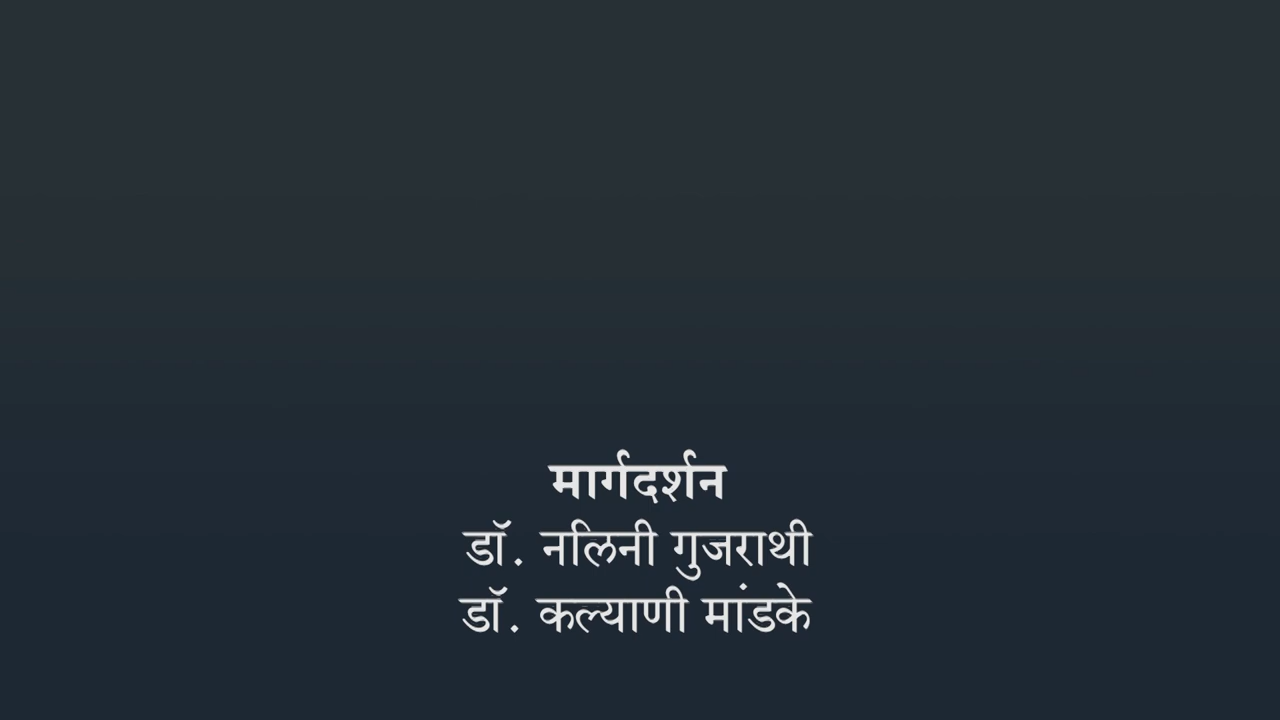 मार्गदर्शन
डॉ. नलिनी गुजराथी
डॉ. कल्याणी मांडके